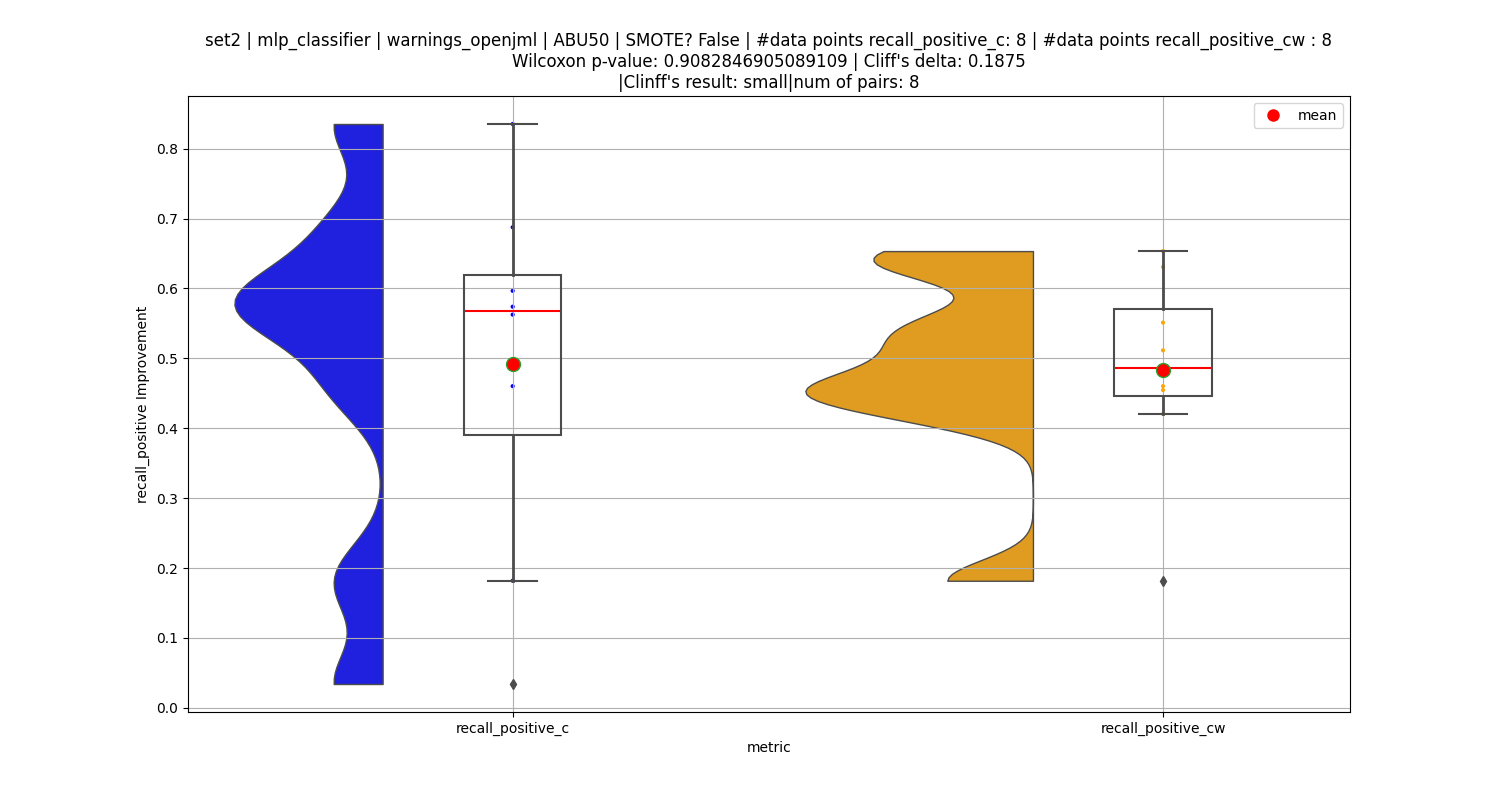 set2 | mlp_classifier | warnings_openjml | ABU50 | SMOTE? False | #data points recall_positive_c: 8 | #data points recall_positive_cw : 8
Wilcoxon p-value: 0.9082846905089109 | Cliff's delta: 0.1875
|Clinff's result: small|num of pairs: 8
mean
0.8
0.7
0.6
0.5
0.4
0.3
0.2
0.1
0.0
recall_positive Improvement
recall_positive_c
recall_positive_cw
metric